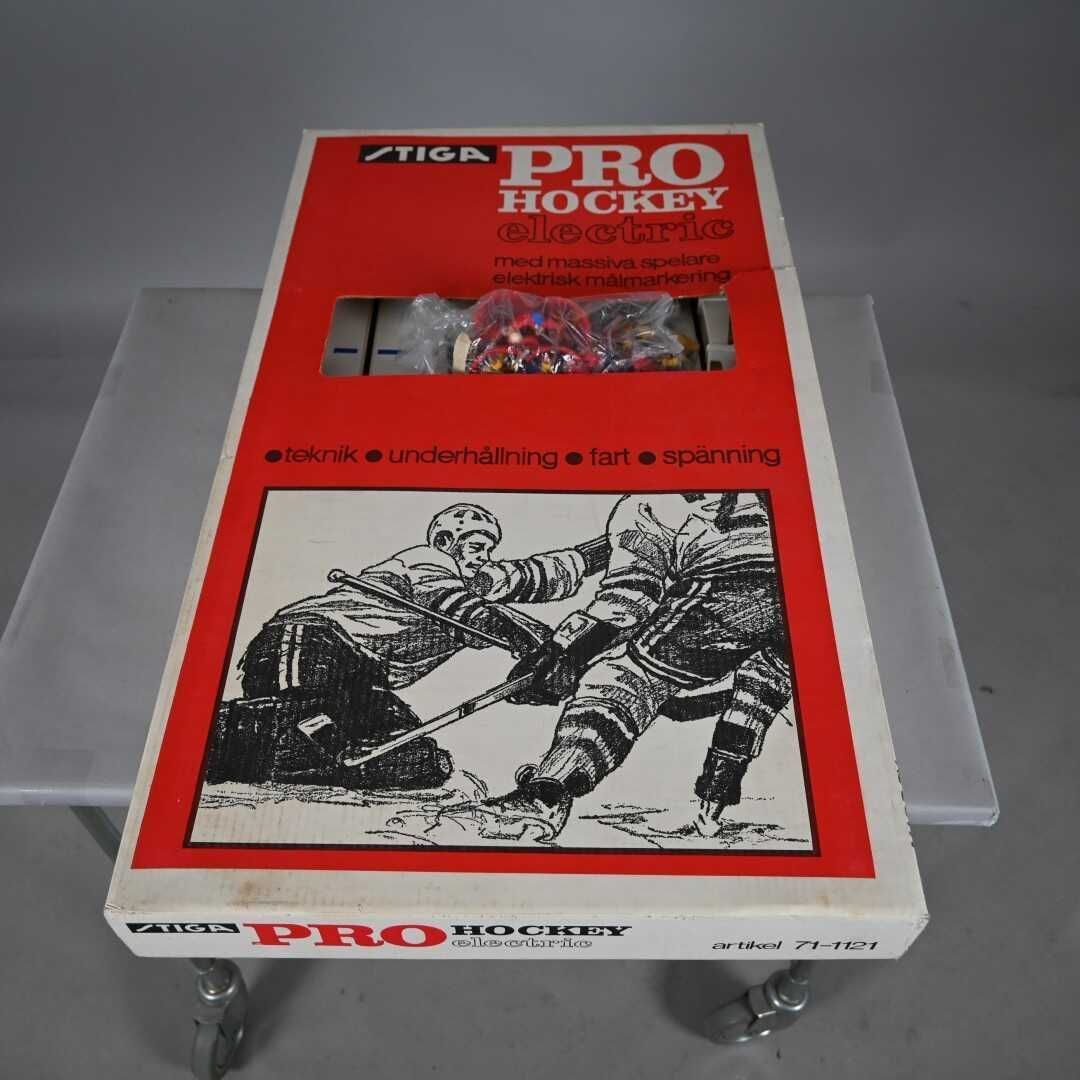 STIGA PRO
HOCKEY
electric
med massiva spelare
elektrisk målmarkering
● teknik ● underhållning ● fart ● spänning
STIGA PRO HOCKEY
electric
artikel 71-1121